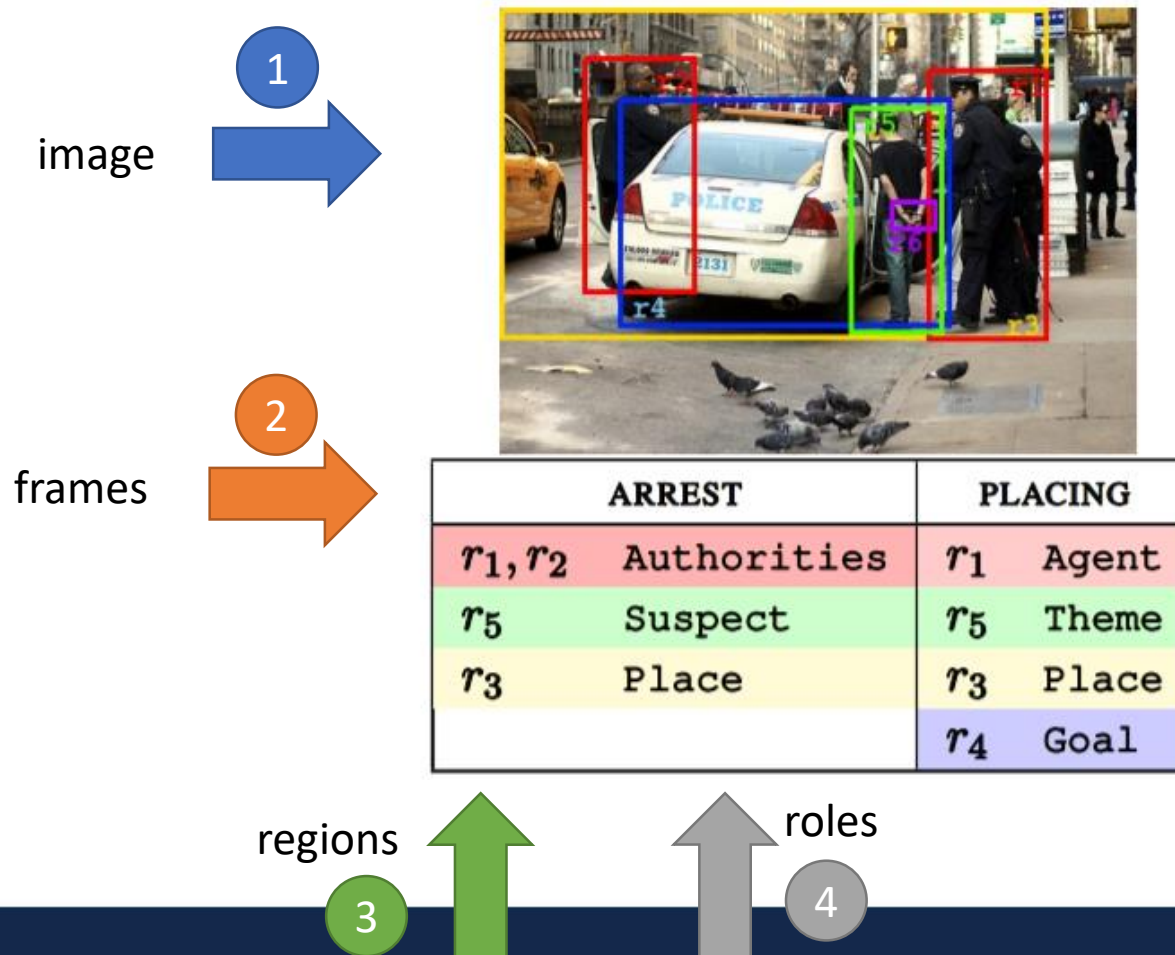 1
image
r5
POLICE
r6
2131
r4
r3
2
frames
ARREST PLACING
r1, r2 Authorities r1 Agent
r5 Suspect r5 Theme
r3 Place r3 Place
r4 Goal
regions
roles
3
4